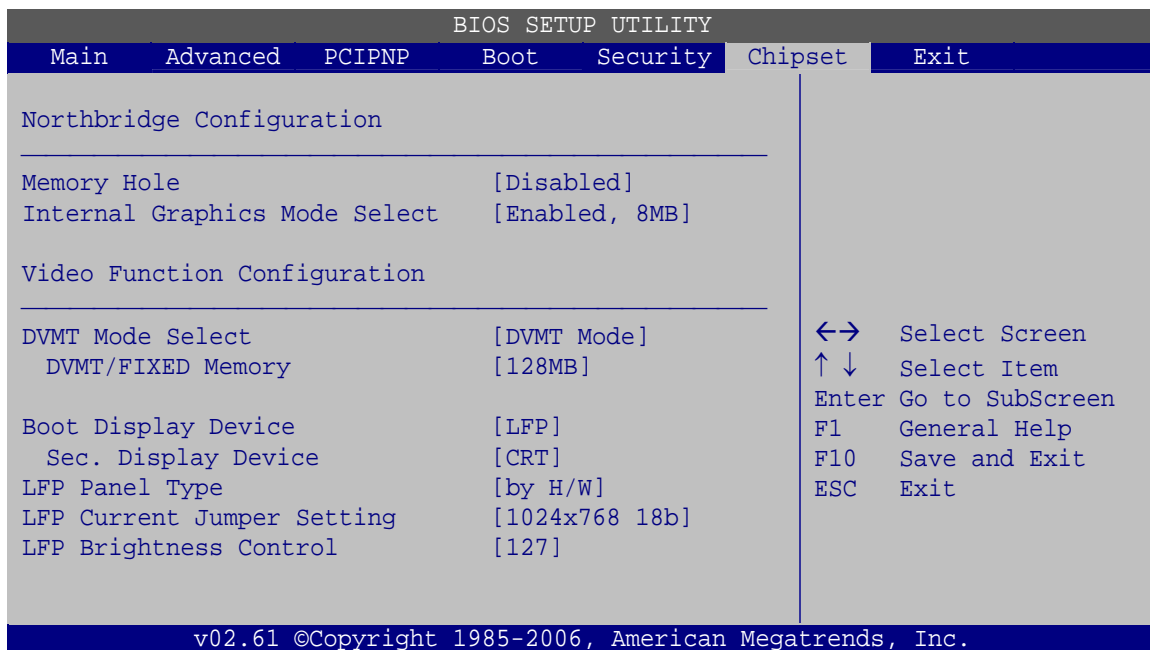 BIOS SETUP UTILITY
Main Advanced PCIPNP Boot Security Chipset Exit
Northbridge Configuration
Memory Hole [Disabled]
Internal Graphics Mode Select [Enabled, 8MB]
Video Function Configuration
DVMT Mode Select [DVMT Mode]
DVMT/FIXED Memory [128MB]
Boot Display Device [LFP]
Sec. Display Device [CRT]
LFP Panel Type [by H/W]
LFP Current Jumper Setting [1024x768 18b]
LFP Brightness Control [127]
←→ Select Screen
↑↓ Select Item
Enter Go to SubScreen
F1 General Help
F10 Save and Exit
ESC Exit
v02.61 ©Copyright 1985-2006, American Megatrends, Inc.